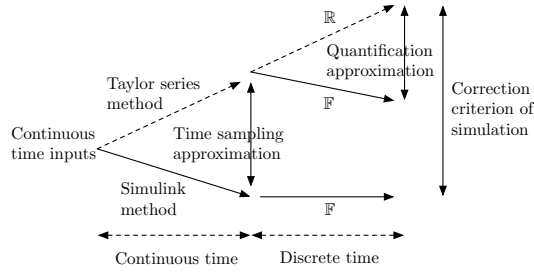 ℝ
Quantification
approximation
𝔽
Taylor series
method
Correction
criterion of
simulation
Continuous
time inputs
Time sampling
approximation
Simulink
method
𝔽
Continuous time
Discrete time